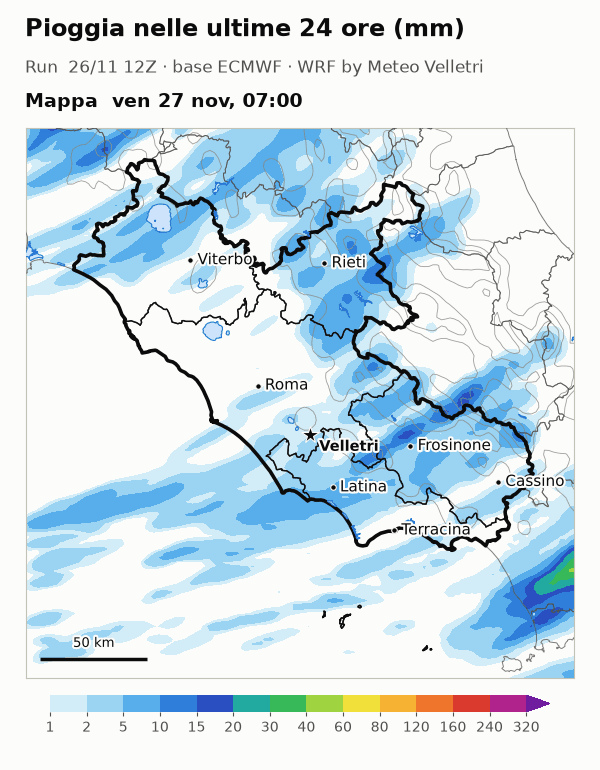 Pioggia nelle ultime 24 ore (mm)
Run  26/11 12Z · base ECMWF · WRF by Meteo Velletri
Mappa  ven 27 nov, 07:00
Viterbo
Rieti
Roma
Velletri
Frosinone
Latina
Cassino
Terracina
50 km
1 2 5 10 15 20 30 40 60 80 120 160 240 320